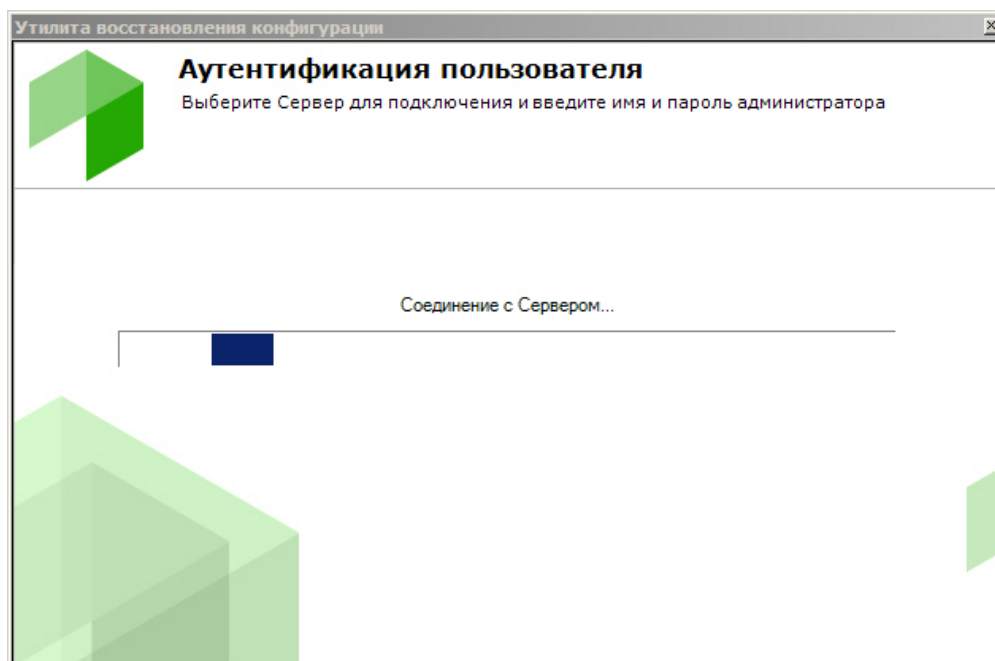 Утилита восстановления конфигурации
Аутентификация пользователя
Выберите Сервер для подключения и введите имя и пароль администратора
Соединение с Сервером...